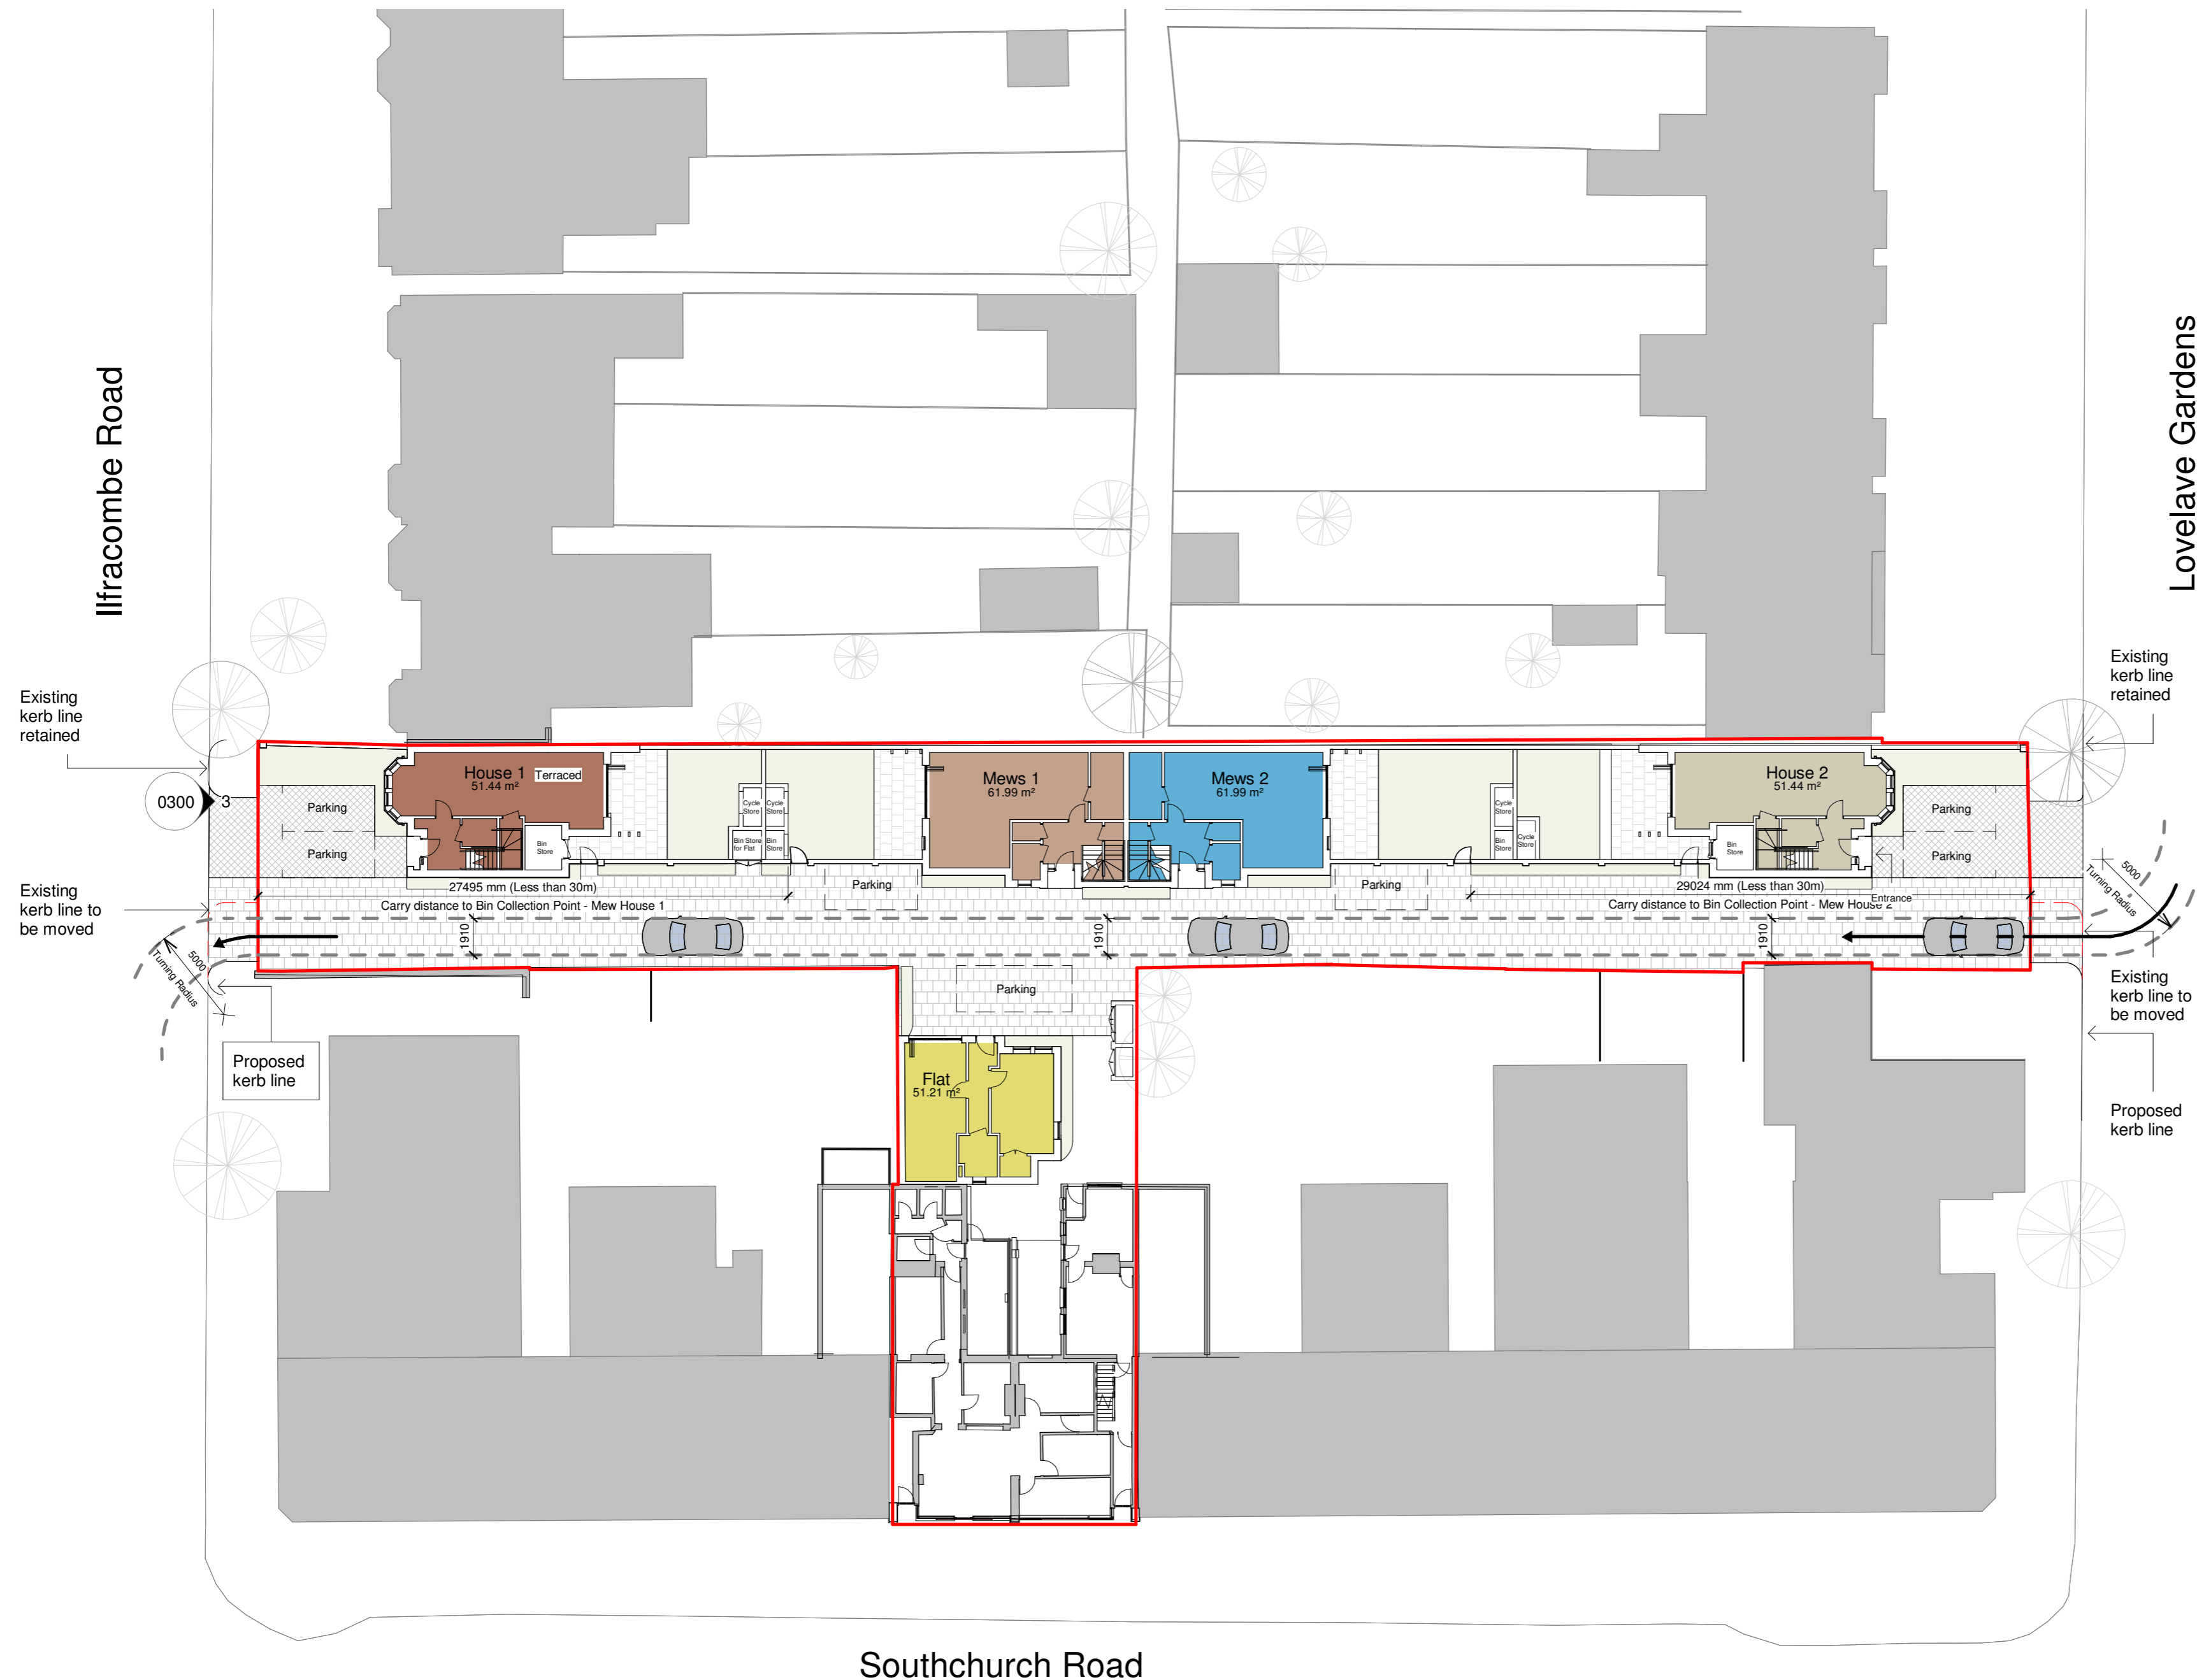 Ilfracombe Road
Lovelave Gardens
Existing
kerb line
retained
Existing
kerb line
retained
0300
3
House 1
Terraced
51.44 m²
Mews 1
61.99 m²
Mews 2
61.99 m²
House 2
51.44 m²
Parking
Parking
Bin
Store
Cycle
Store
Cycle
Store
Bin Store
for Flat
Bin
Store
Cycle
Store
Bin
Store
Cycle
Store
Bin
Store
Parking
Parking
Parking
Parking
27495 mm (Less than 30m)
Carry distance to Bin Collection Point - Mew House 1
29024 mm (Less than 30m)
Carry distance to Bin Collection Point - Mew House 2
Entrance
Existing
kerb line to
be moved
1910
1910
1910
5000
Turning Radius
5000
Turning Radius
Parking
Existing
kerb line to
be moved
Proposed
kerb line
Flat
51.21 m²
Proposed
kerb line
Southchurch Road